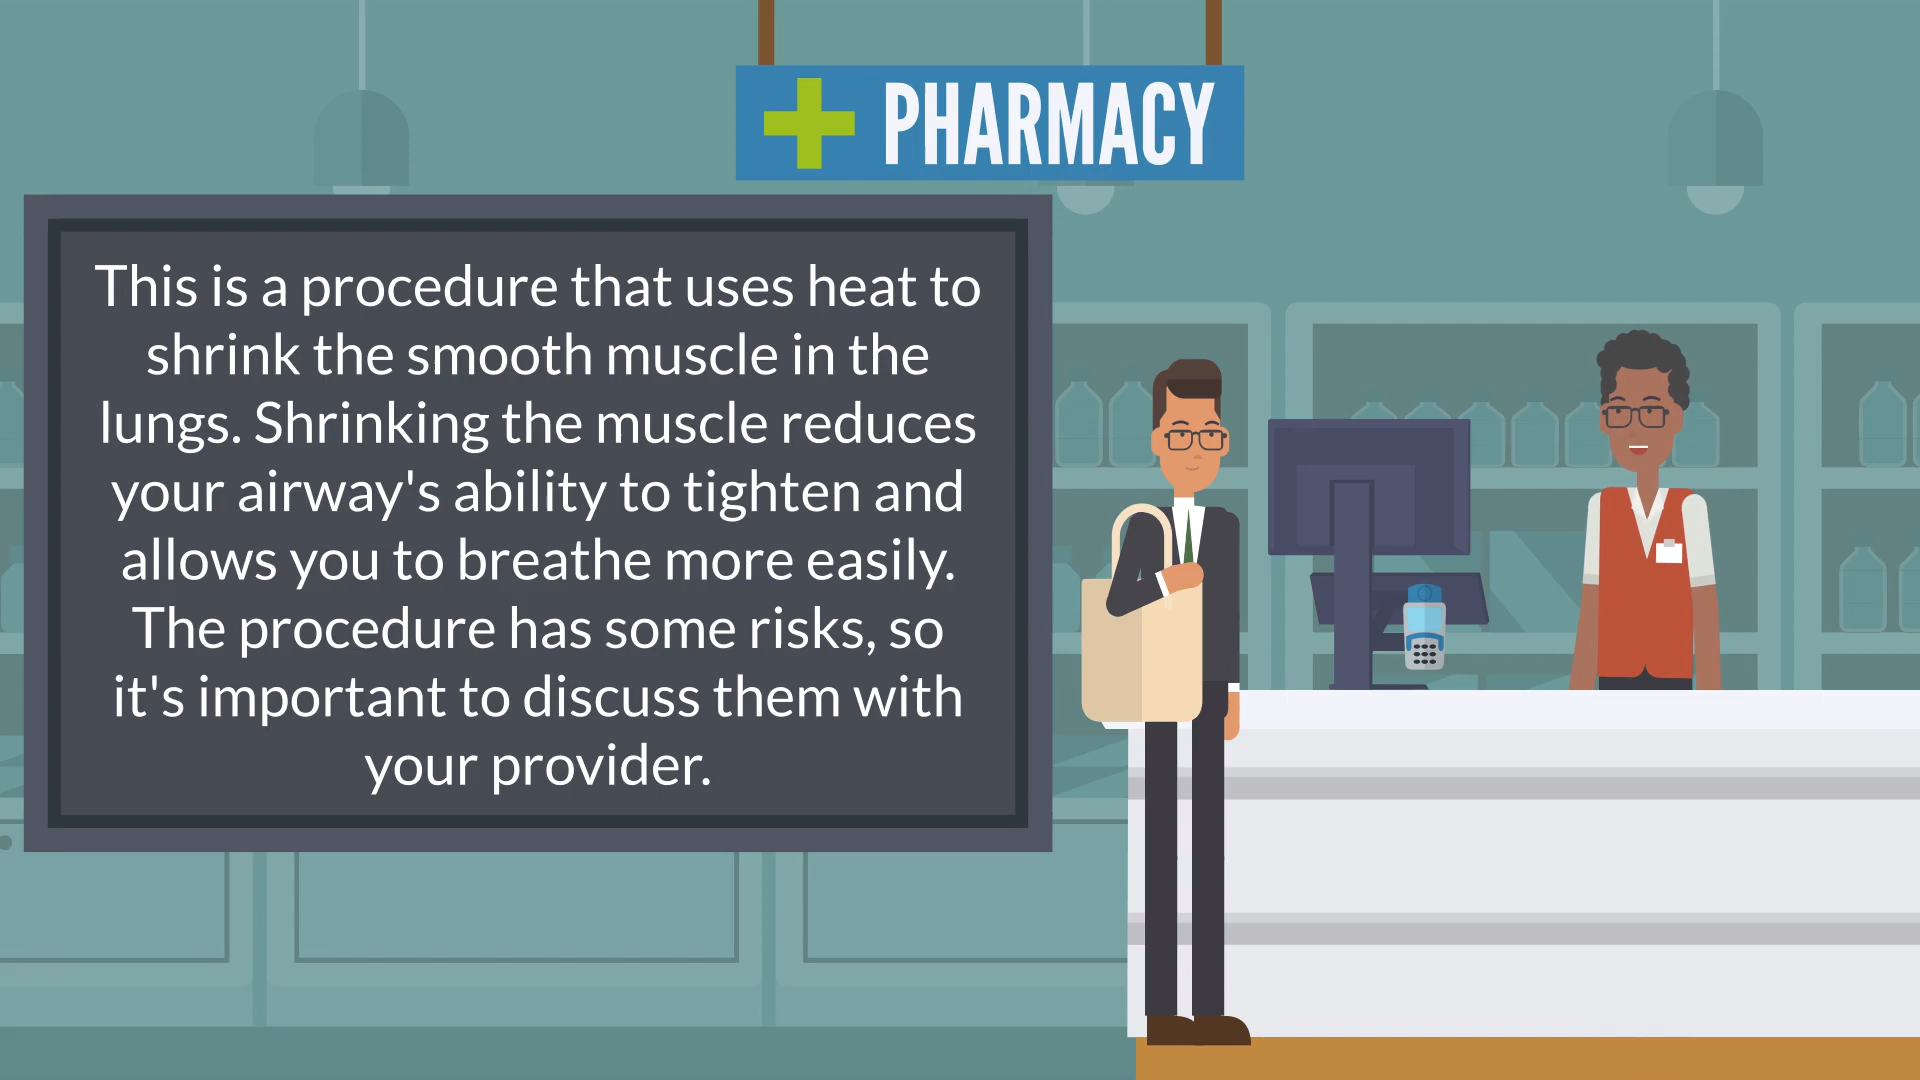 PHARMACY
This is a procedure that uses heat to
shrink the smooth muscle in the
lungs. Shrinking the muscle reduces
your airway's ability to tighten and
allows you to breathe more easily.
The procedure has some risks, so
it's important to discuss them with
your provider.